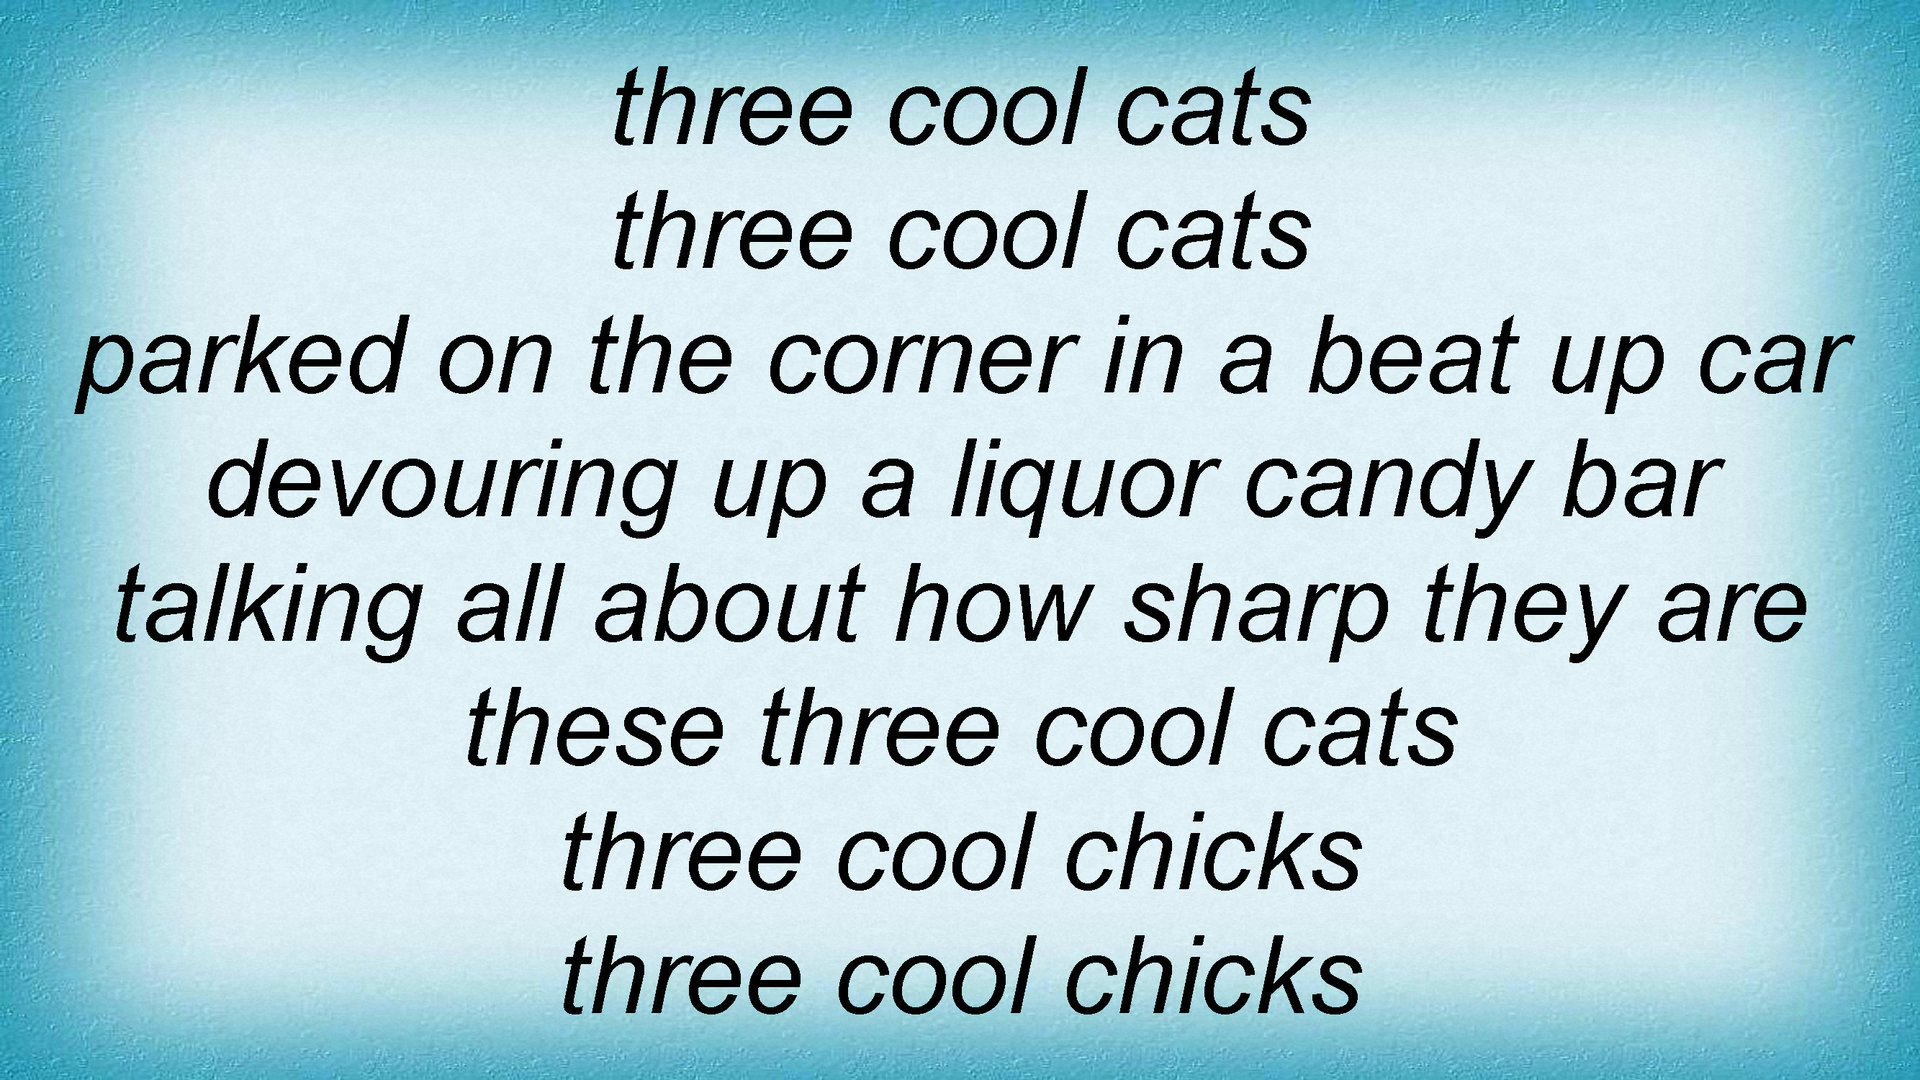 three cool cats
three cool cats
parked on the corner in a beat up car
devouring up a liquor candy bar
talking all about how sharp they are
these three cool cats
three cool chicks
three cool chicks